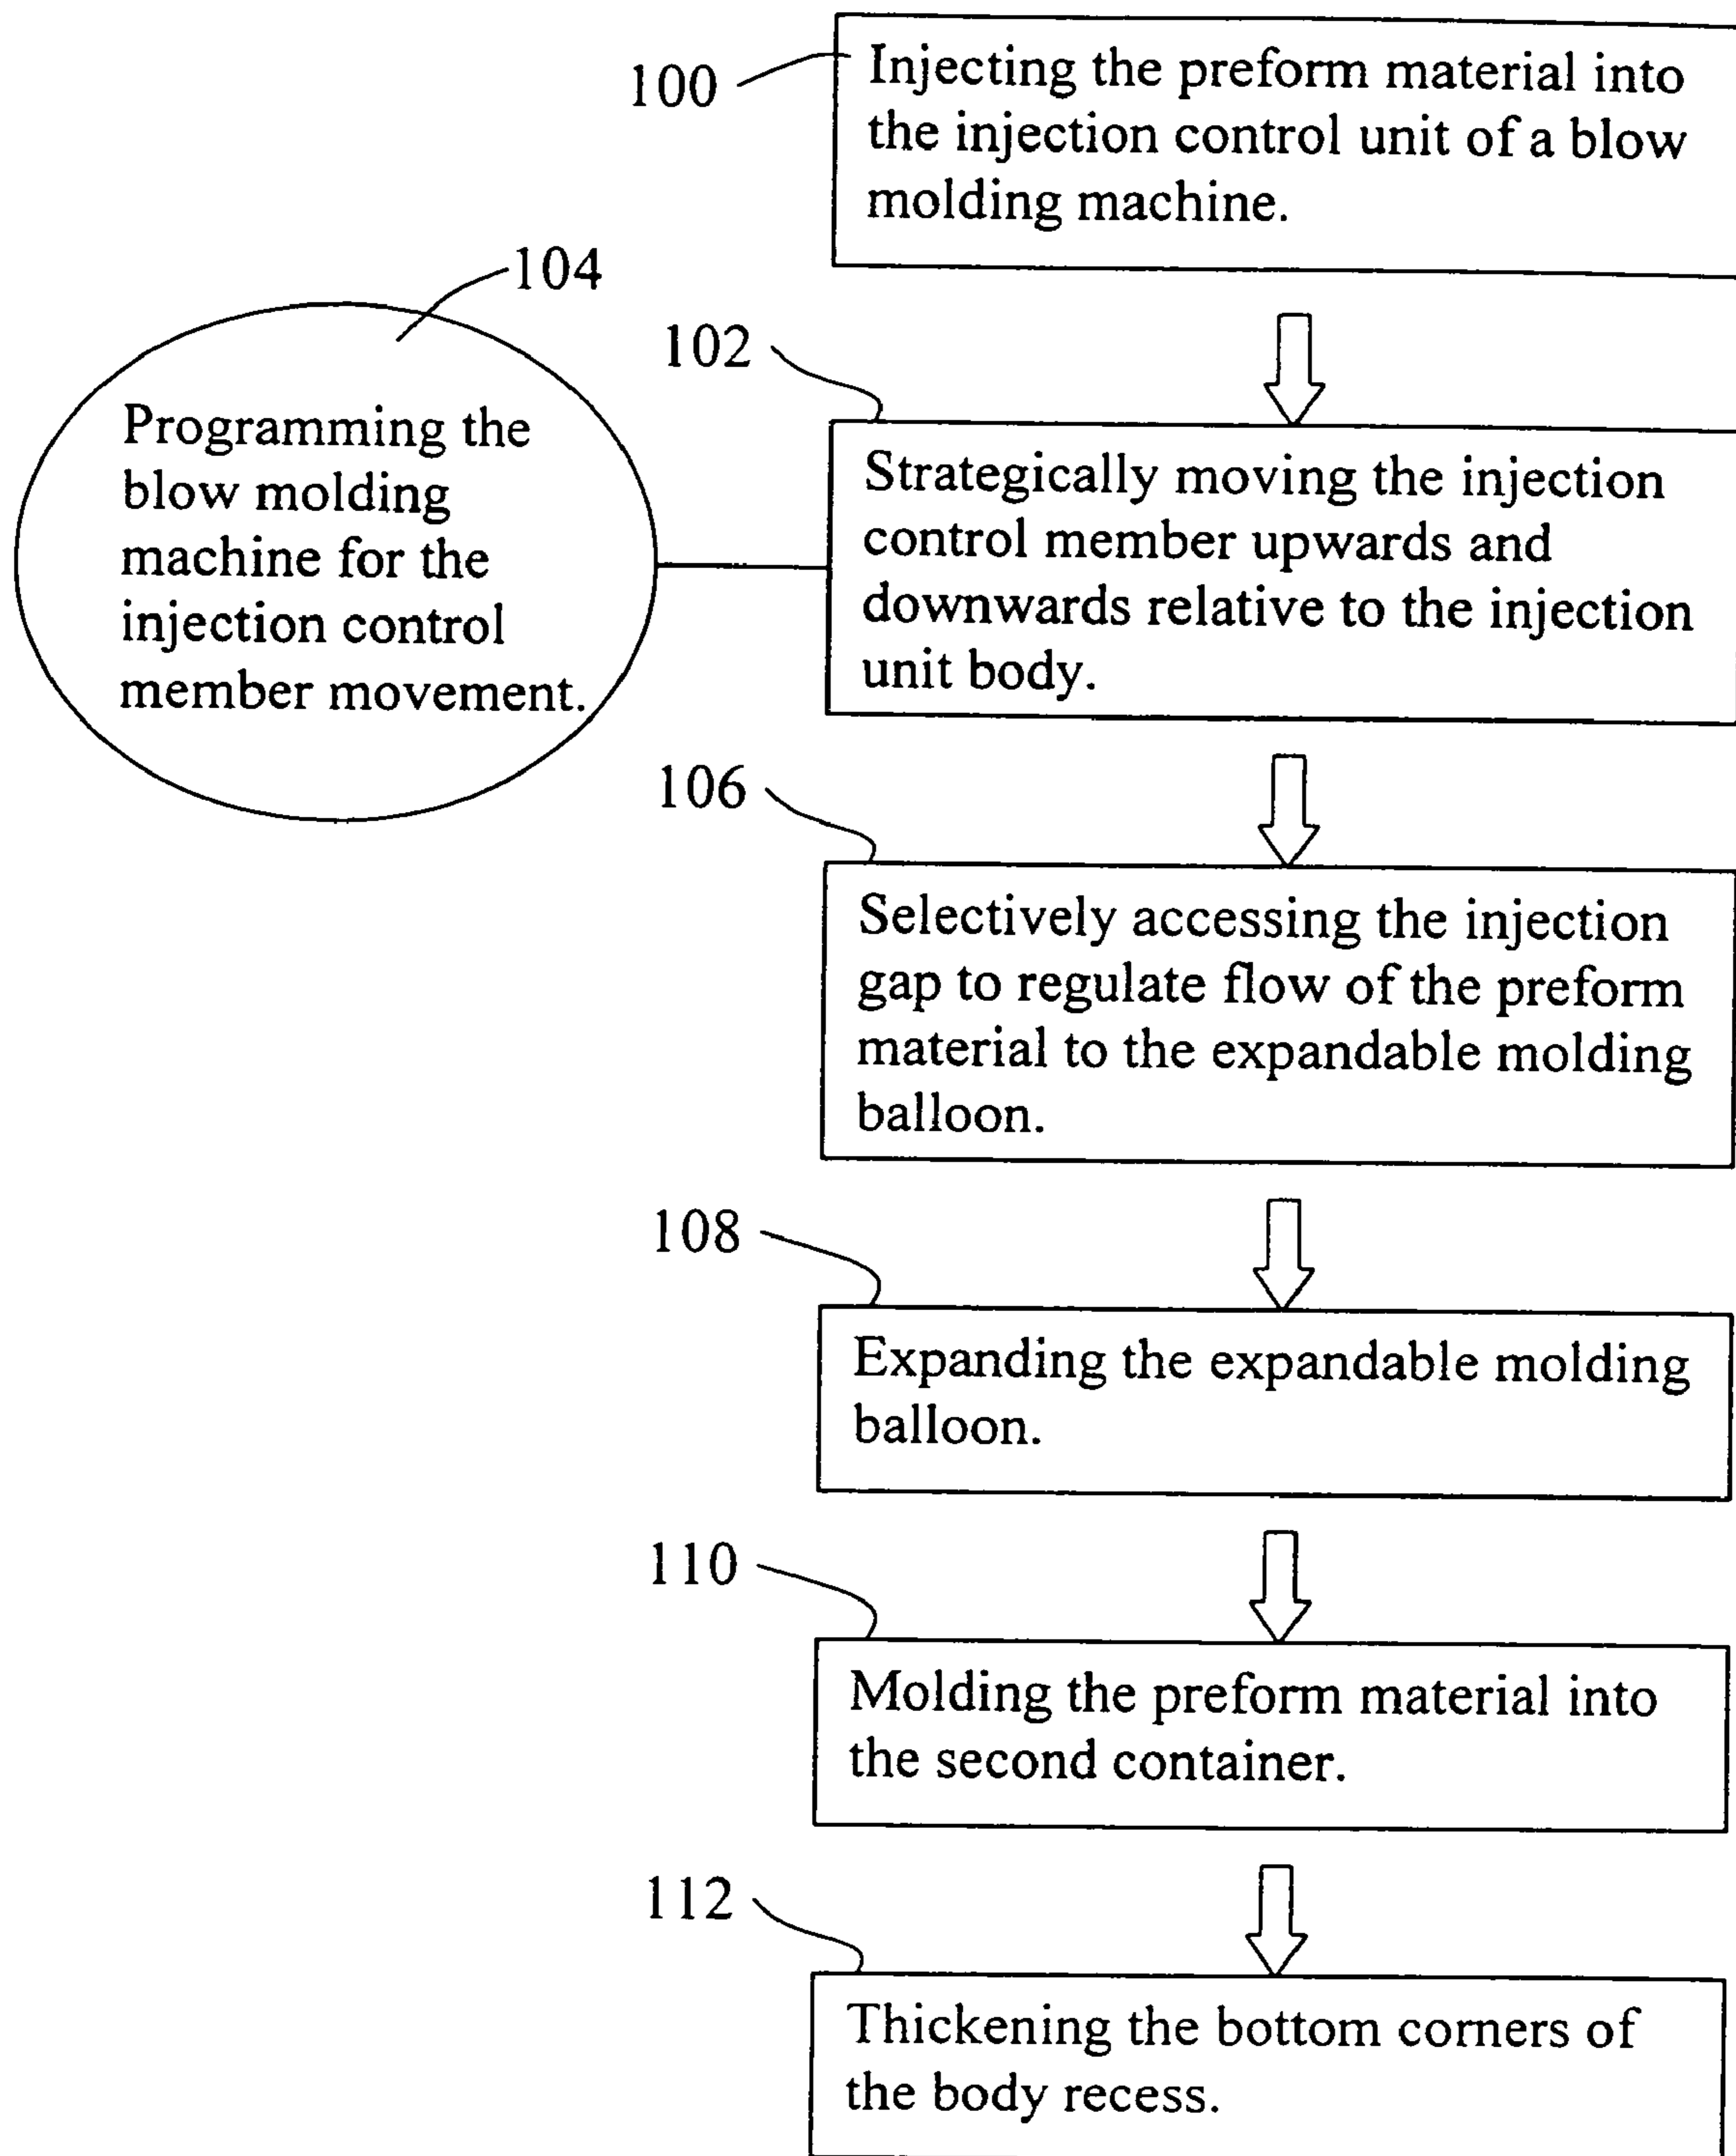 100
Injecting the preform material into
the injection control unit of a blow
molding machine.
104
Programming the
blow molding
machine for the
injection control
member movement.
102
Strategically moving the injection
control member upwards and
downwards relative to the injection
unit body.
106
Selectively accessing the injection
gap to regulate flow of the preform
material to the expandable molding
balloon.
108
Expanding the expandable molding
balloon.
110
Molding the preform material into
the second container.
112
Thickening the bottom corners of
the body recess.